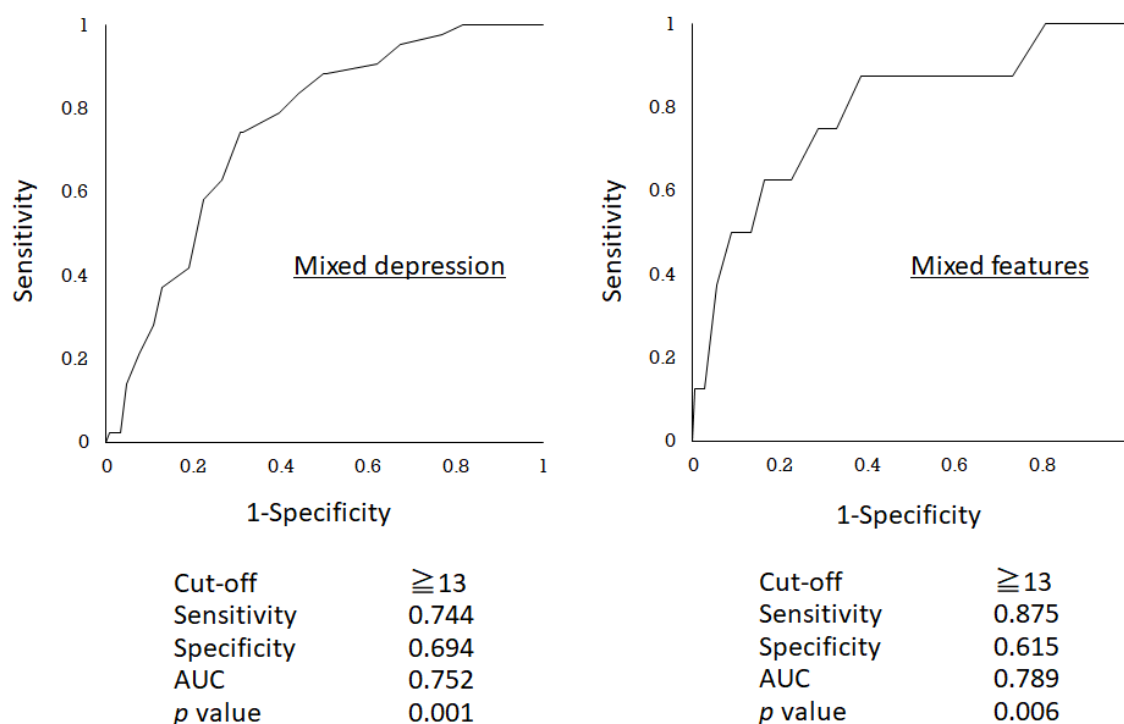 1
0.8
0.6
0.4
0.2
0
0 0.2 0.4 0.6 0.8 1
Sensitivity
Mixed depression
1-Specificity
Cut-off ≧13
Sensitivity 0.744
Specificity 0.694
AUC 0.752
p value 0.001
1
0.8
0.6
0.4
0.2
0
0 0.2 0.4 0.6 0.8
Sensitivity
Mixed features
1-Specificity
Cut-off ≧13
Sensitivity 0.875
Specificity 0.615
AUC 0.789
p value 0.006